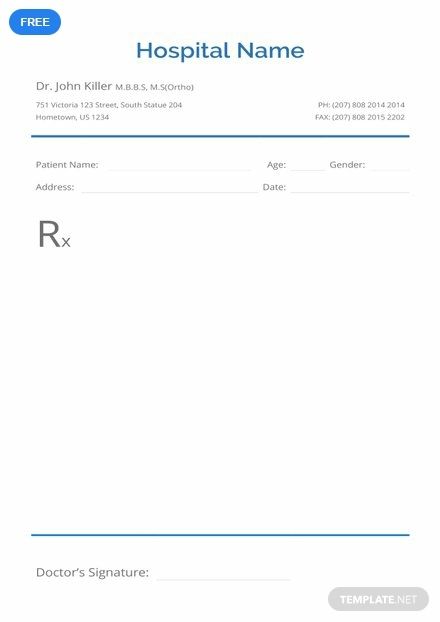 FREE
Hospital Name
Dr. John Killer M.B.B.S, M.S(Ortho)
751 Victoria 123 Street, South Statue 204 PH: (207) 808 2014 2014
Hometown, US 1234 FAX: (207) 808 2015 2202
Patient Name: Age: Gender:
Address: Date:
Rx
Doctor's Signature:
TEMPLATE.NET